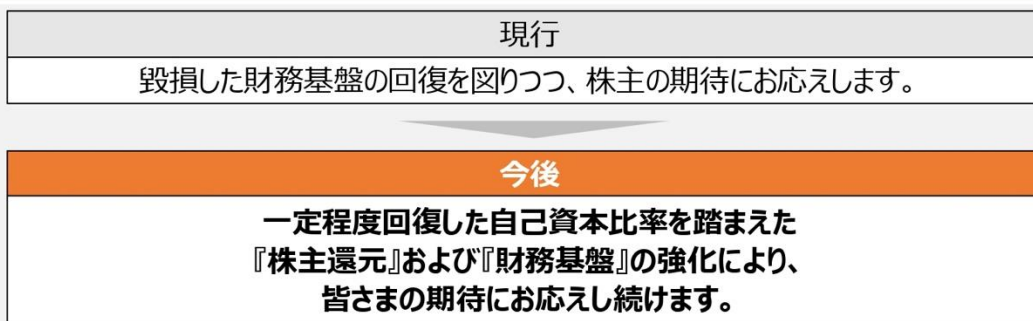 現行
毀損した財務基盤の回復を図りつつ、株主の期待にお応えします。
今後
一定程度回復した自己資本比率を踏まえた
『株主還元』および『財務基盤』の強化により、
皆さまの期待にお応えし続けます。